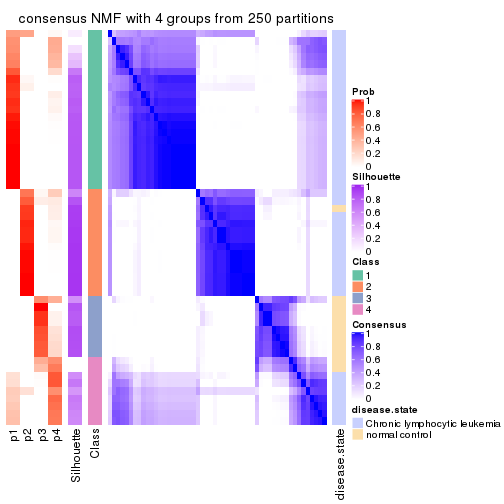 consensus NMF with 4 groups from 250 partitions
Prob
1
0.8
0.6
0.4
0.2
0
Silhouette
1
0.8
0.6
0.4
0.2
0
Class
1
2
3
4
Consensus
1
0.8
0.6
0.4
0.2
0
disease.state
Chronic lymphocytic leukemia
normal control
p1
p2
p3
p4
Silhouette
Class
disease.state